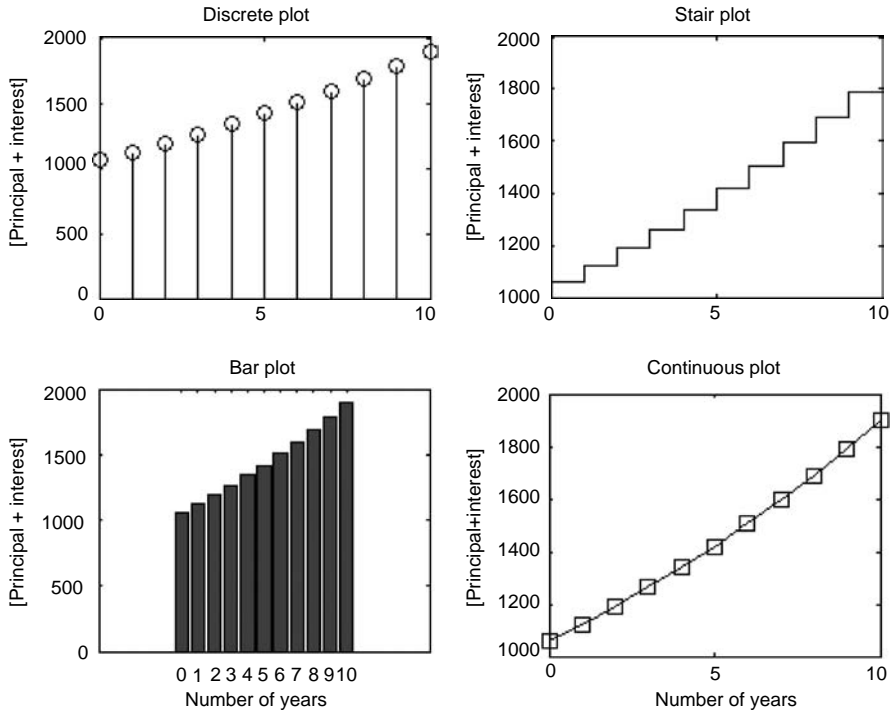 Discrete plot
[Principal + interest]
2000
1500
1000
500
0
0 5 10
Stair plot
[Principal + interest]
2000
1800
1600
1400
1200
1000
0 5 10
Bar plot
[Principal + interest]
2000
1500
1000
500
0
0 1 2 3 4 5 6 7 8 9 10
Number of years
Continuous plot
[Principal+interest]
2000
1800
1600
1400
1200
1000
0 5 10
Number of years